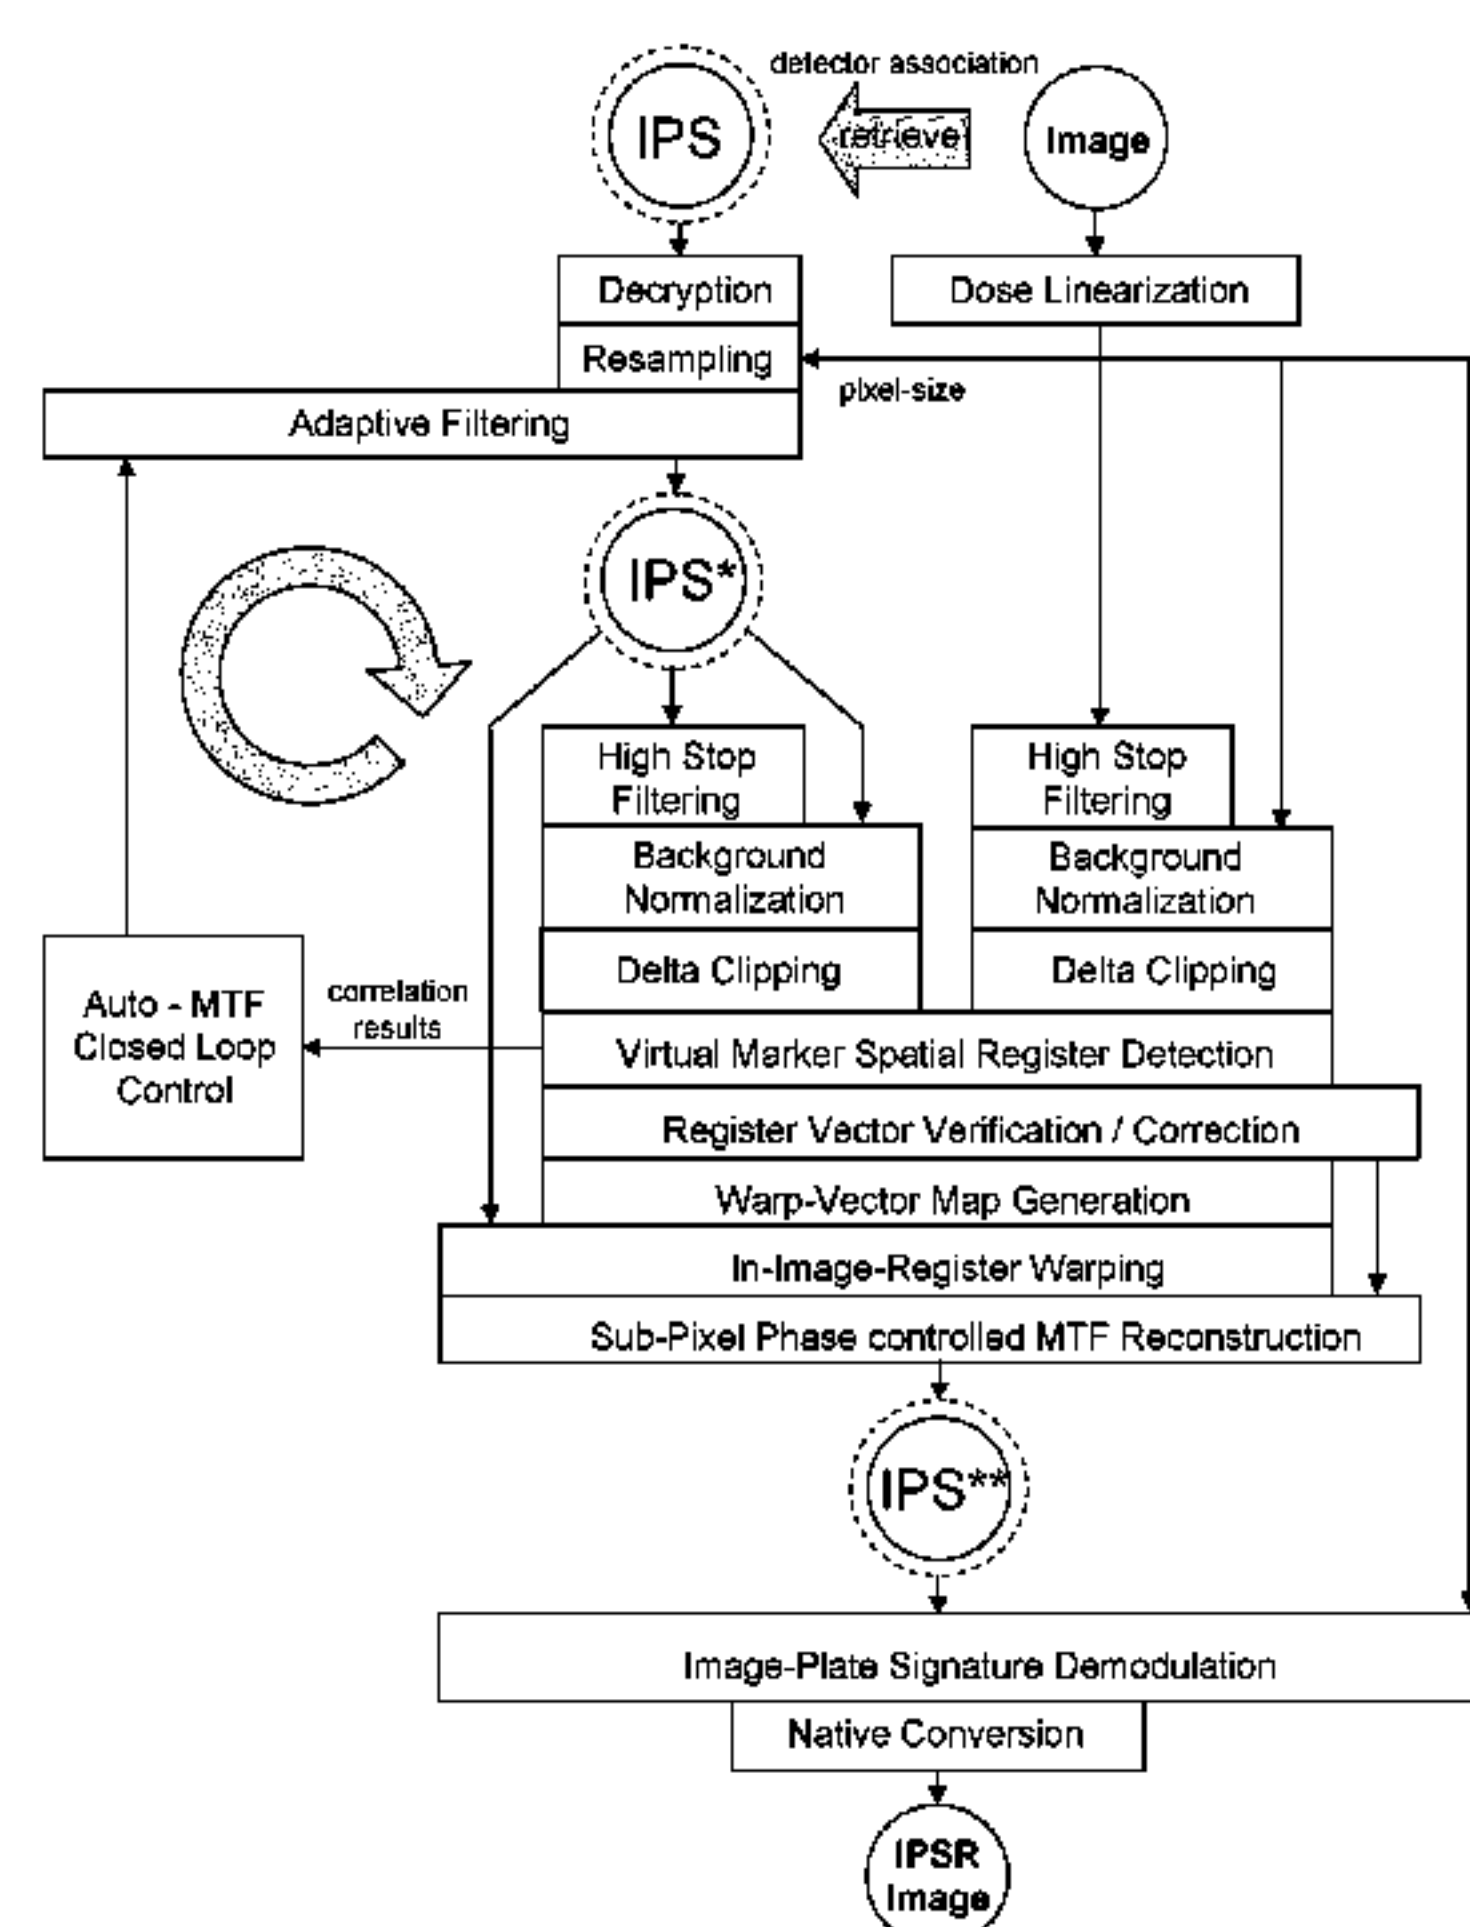 detector association
IPS
retrieve
Image
Decryption
Dose Linearization
Resampling
pixel-size
Adaptive Filtering
IPS*
High Stop
Filtering
High Stop
Filtering
Background
Normalization
Background
Normalization
Delta Clipping
Delta Clipping
Auto - MTF
Closed Loop
Control
correlation
results
Virtual Marker Spatial Register Detection
Register Vector Verification / Correction
Warp-Vector Map Generation
In-Image-Register Warping
Sub-Pixel Phase controlled MTF Reconstruction
IPS**
Image-Plate Signature Demodulation
Native Conversion
IPSR
Image